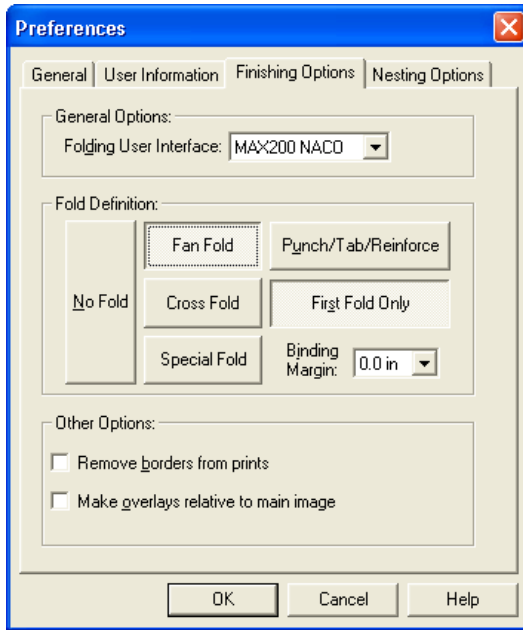 Preferences
General User Information Finishing Options Nesting Options
General Options:
Folding User Interface: MAX200 NACO
Fold Definition:
No Fold
Fan Fold Punch/Tab/Reinforce
Cross Fold First Fold Only
Special Fold Binding Margin: 0.0 in
Other Options:
Remove borders from prints
Make overlays relative to main image
OK Cancel Help